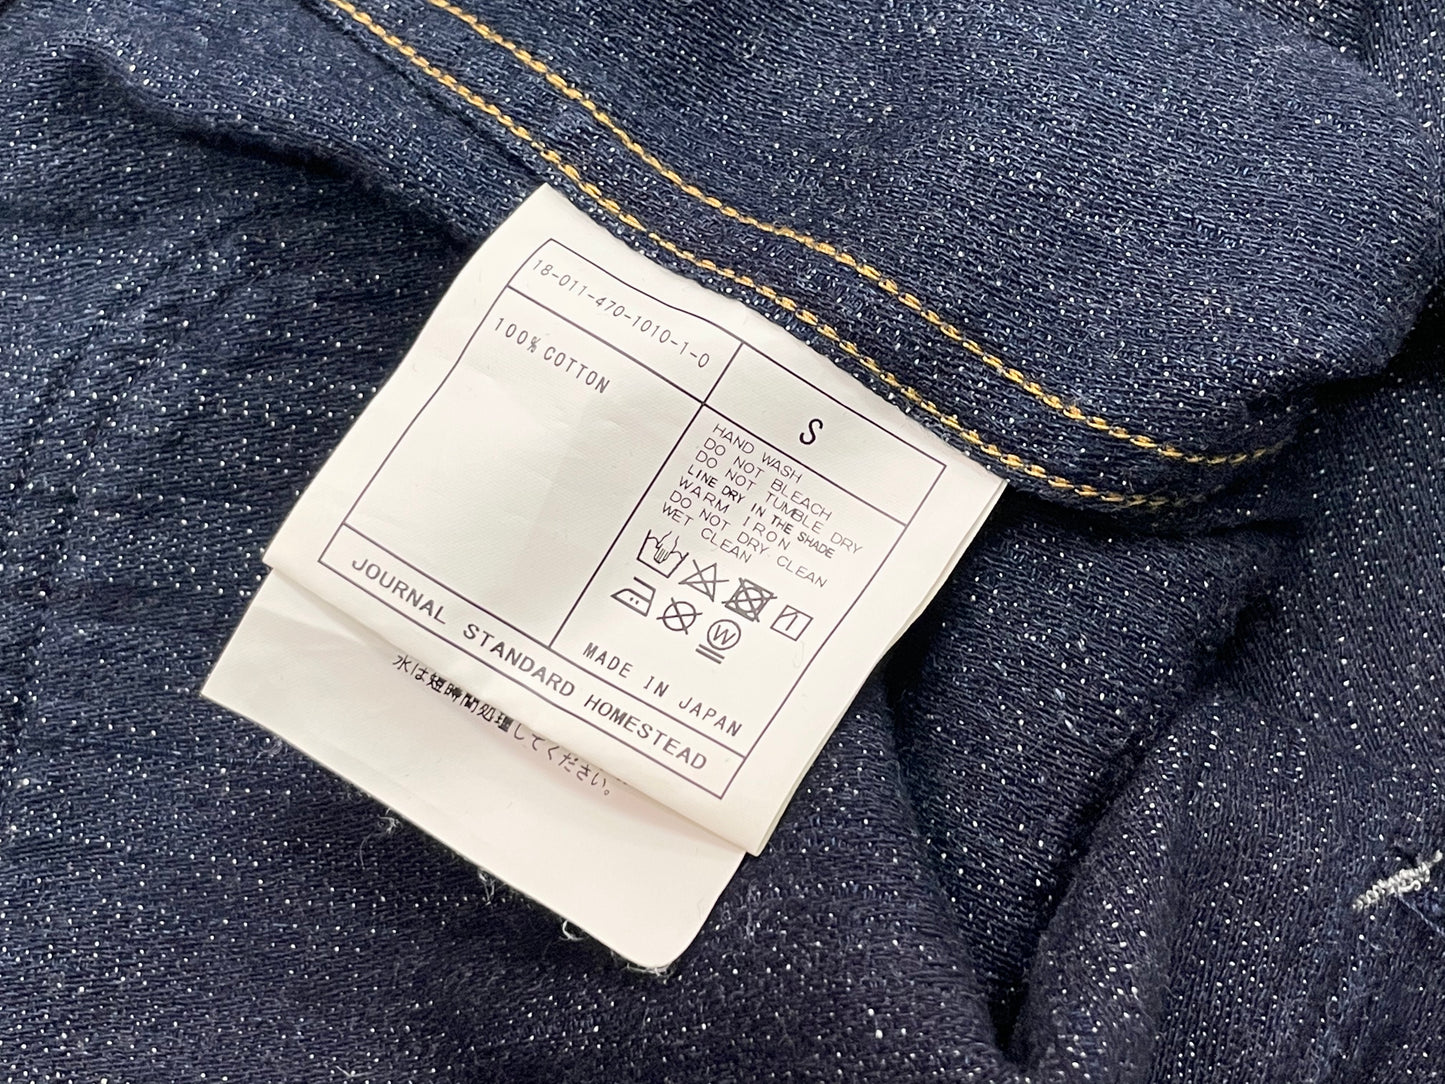 18-011-470-1010-1-0
S
100% COTTON
HAND WASH
DO NOT BLEACH
DO NOT TUMBLE DRY
LINE DRY IN THE SHADE
WARM IRON
DO NOT DRY CLEAN
WET CLEAN
W
MADE IN JAPAN
JOURNAL STANDARD HOMESTEAD
水は短時間処理してください。